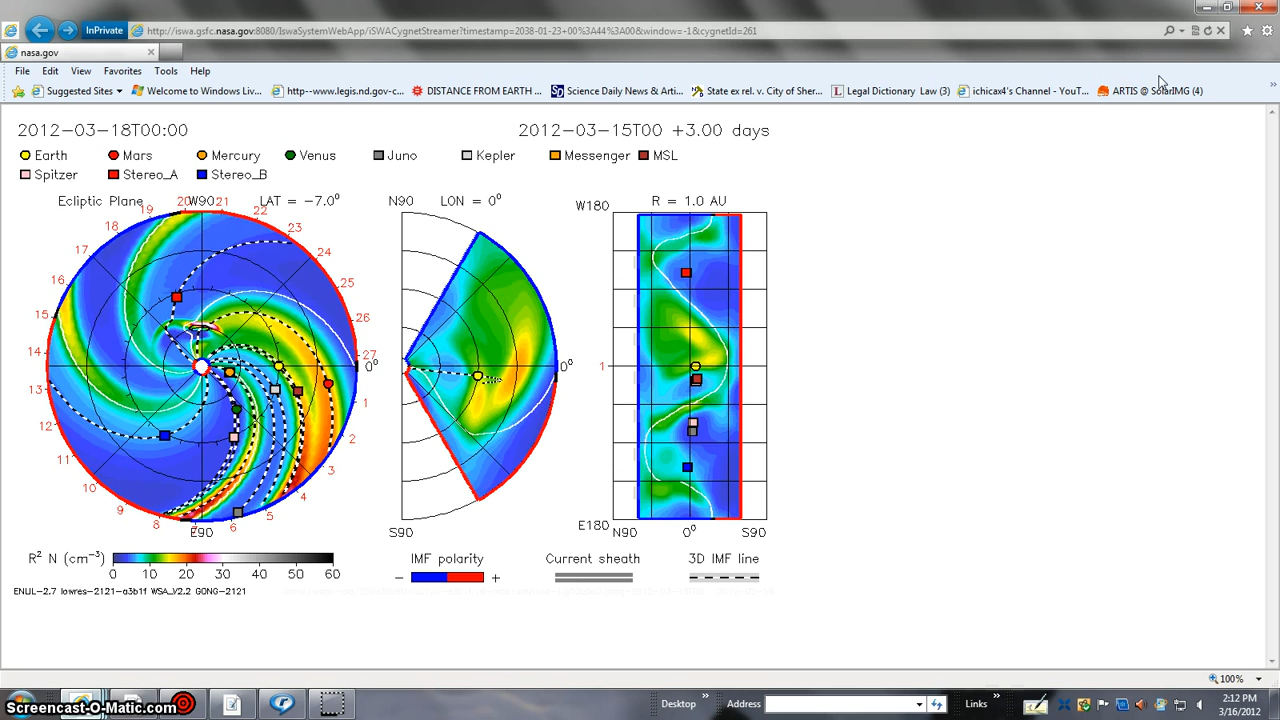 InPrivate
http://iswa.gsfc.nasa.gov:8080/IswaSystemWebApp/iSWACygnetStreamer?timestamp=2038-01-23+00%3A44%3A00&window=-1&cygnetId=261
nasa.gov
File Edit View Favorites Tools Help
Suggested Sites Welcome to Windows Liv... http--www.legis.nd.gov-c... DISTANCE FROM EARTH ... Science Daily News & Arti... State ex rel. v. City of Sher... Legal Dictionary Law (3) ichicax4's Channel - YouT... ARTIS @ SolarIMG (4)
2012-03-18T00:00 2012-03-15T00 +3.00 days
Earth Mars Mercury Venus Juno Kepler Messenger MSL
Spitzer Stereo_A Stereo_B
Ecliptic Plane W90 LAT = -7.0° N90 LON = 0° W180 R = 1.0 AU
20 21
19 22
18 23
17 24
16 25
15 26
14 27 0° 0° 1
13 1
12 2
11 3
10 4
9 5
8 7 6
E90 S90 E180 N90 0° S90
R² N (cm⁻³) IMF polarity Current sheath 3D IMF line
0 10 20 30 40 50 60 - +
ENLIL-2.7 lowres-2121-a3b1f WSA_V2.2 GONG-2121
100%
Screencast-O-Matic.com
Desktop Address Links
2:12 PM
3/16/2012